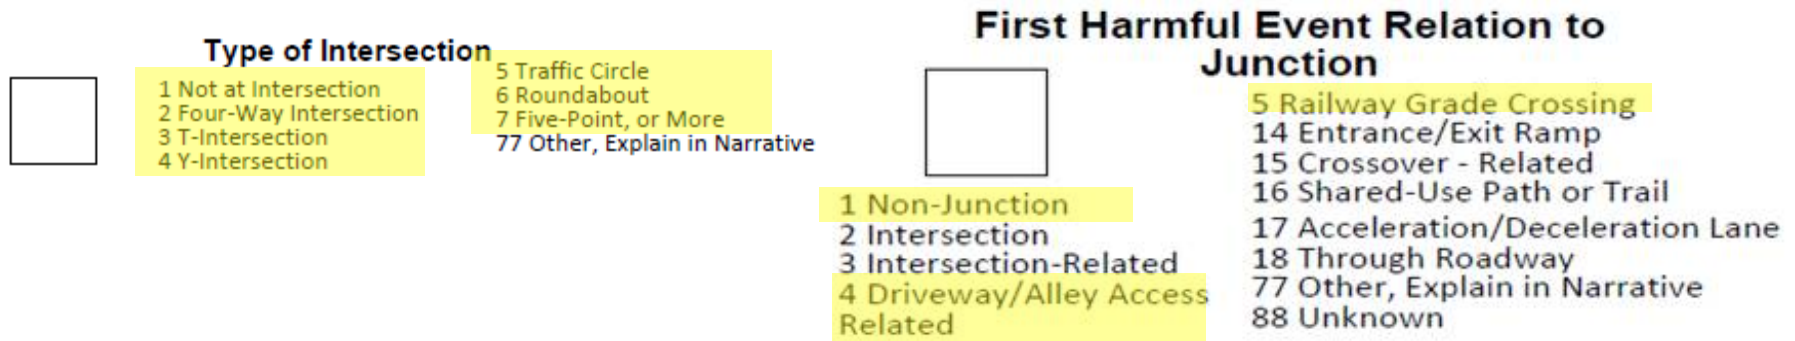 Type of Intersection
1 Not at Intersection
2 Four-Way Intersection
3 T-Intersection
4 Y-Intersection
5 Traffic Circle
6 Roundabout
7 Five-Point, or More
77 Other, Explain in Narrative
First Harmful Event Relation to
Junction
1 Non-Junction
2 Intersection
3 Intersection-Related
4 Driveway/Alley Access
Related
5 Railway Grade Crossing
14 Entrance/Exit Ramp
15 Crossover - Related
16 Shared-Use Path or Trail
17 Acceleration/Deceleration Lane
18 Through Roadway
77 Other, Explain in Narrative
88 Unknown